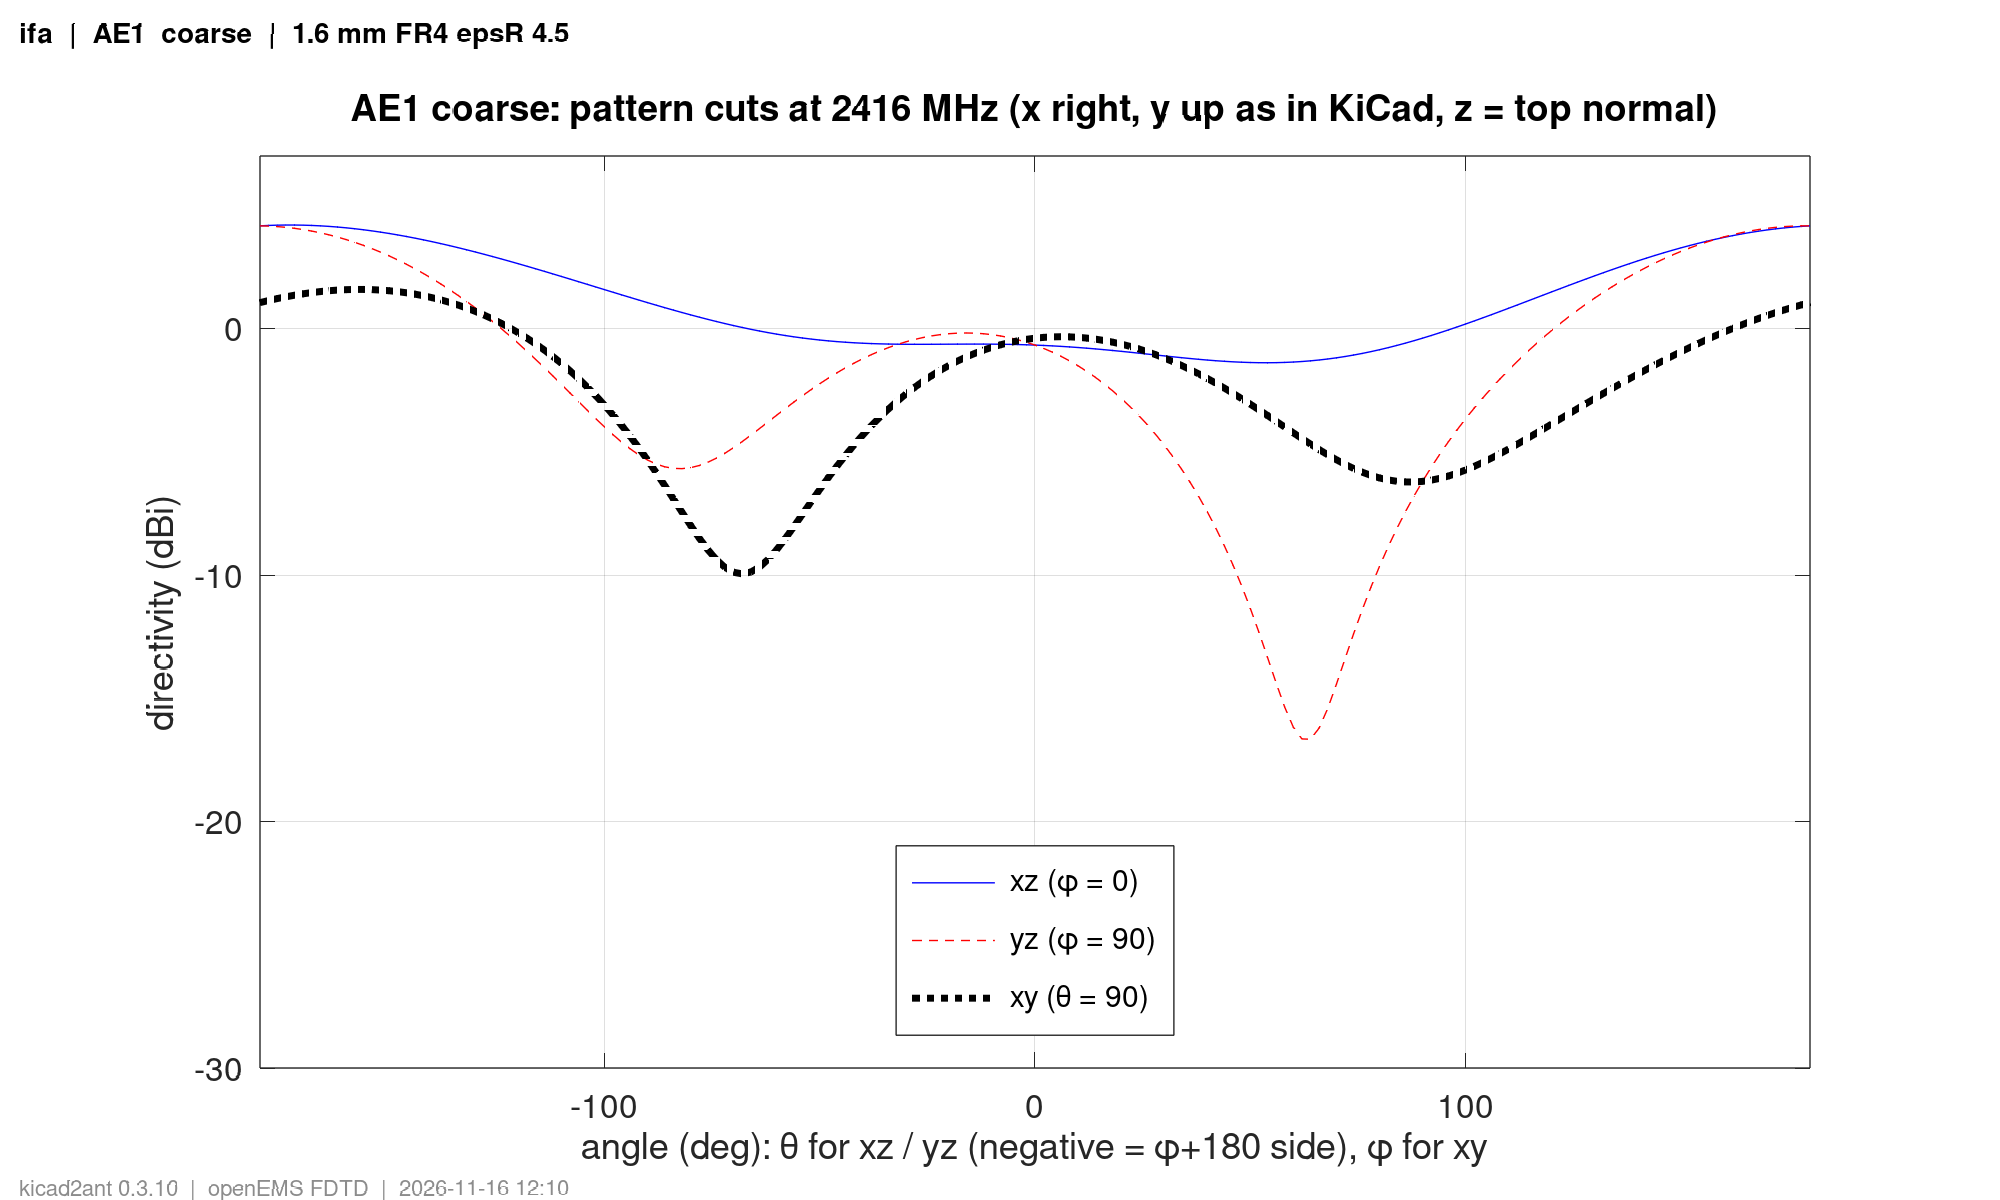 ifa | AE1 coarse | 1.6 mm FR4 epsR 4.5
AE1 coarse: pattern cuts at 2416 MHz (x right, y up as in KiCad, z = top normal)
directivity (dBi)
0
-10
-20
-30
-100
0
100
xz (φ = 0)
yz (φ = 90)
xy (θ = 90)
angle (deg): θ for xz / yz (negative = φ+180 side), φ for xy
kicad2ant 0.3.10 | openEMS FDTD | 2026-11-16 12:10